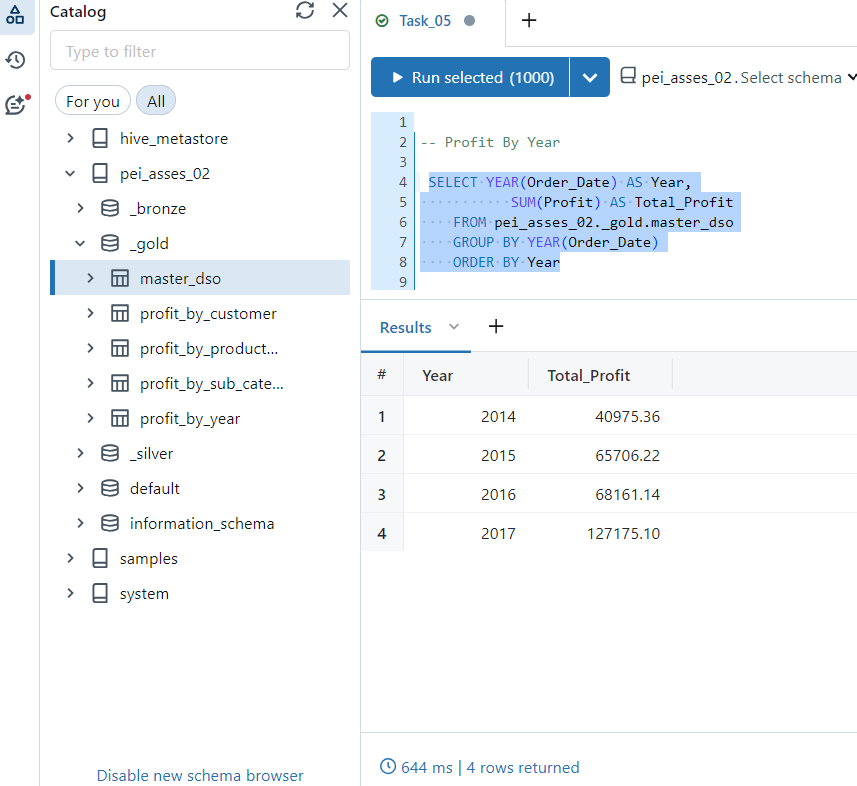 Catalog
Type to filter
For you
All
hive_metastore
pei_asses_02
_bronze
_gold
master_dso
profit_by_customer
profit_by_product...
profit_by_sub_cate...
profit_by_year
_silver
default
information_schema
samples
system
Disable new schema browser
Task_05
Run selected (1000)
pei_asses_02. Select schema
1
2 -- Profit By Year
3
4 SELECT YEAR(Order_Date) AS Year,
5 SUM(Profit) AS Total_Profit
6 FROM pei_asses_02._gold.master_dso
7 GROUP BY YEAR(Order_Date)
8 ORDER BY Year
9
Results
# Year Total_Profit
1 2014 40975.36
2 2015 65706.22
3 2016 68161.14
4 2017 127175.10
644 ms | 4 rows returned